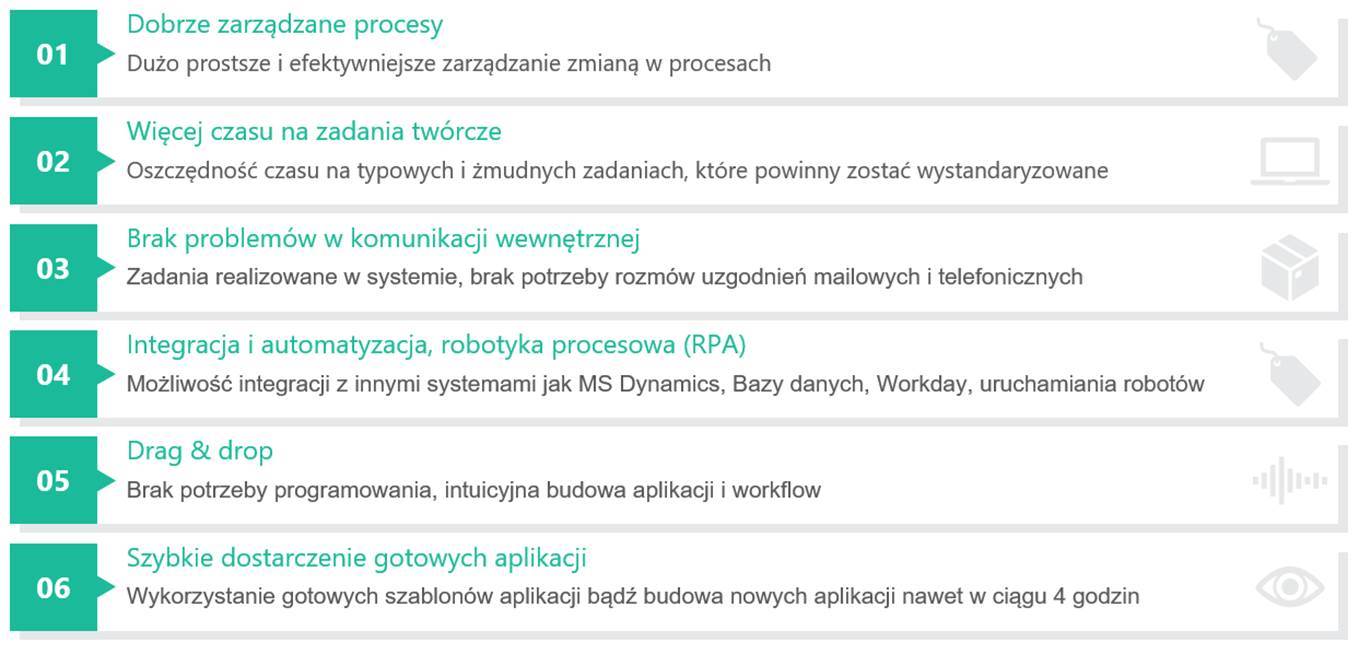 01
Dobrze zarządzane procesy
Dużo prostsze i efektywniejsze zarządzanie zmianą w procesach
02
Więcej czasu na zadania twórcze
Oszczędność czasu na typowych i żmudnych zadaniach, które powinny zostać wystandaryzowane
03
Brak problemów w komunikacji wewnętrznej
Zadania realizowane w systemie, brak potrzeby rozmów uzgodnień mailowych i telefonicznych
04
Integracja i automatyzacja, robotyka procesowa (RPA)
Możliwość integracji z innymi systemami jak MS Dynamics, Bazy danych, Workday, uruchamiania robotów
05
Drag & drop
Brak potrzeby programowania, intuicyjna budowa aplikacji i workflow
06
Szybkie dostarczenie gotowych aplikacji
Wykorzystanie gotowych szablonów aplikacji bądź budowa nowych aplikacji nawet w ciągu 4 godzin